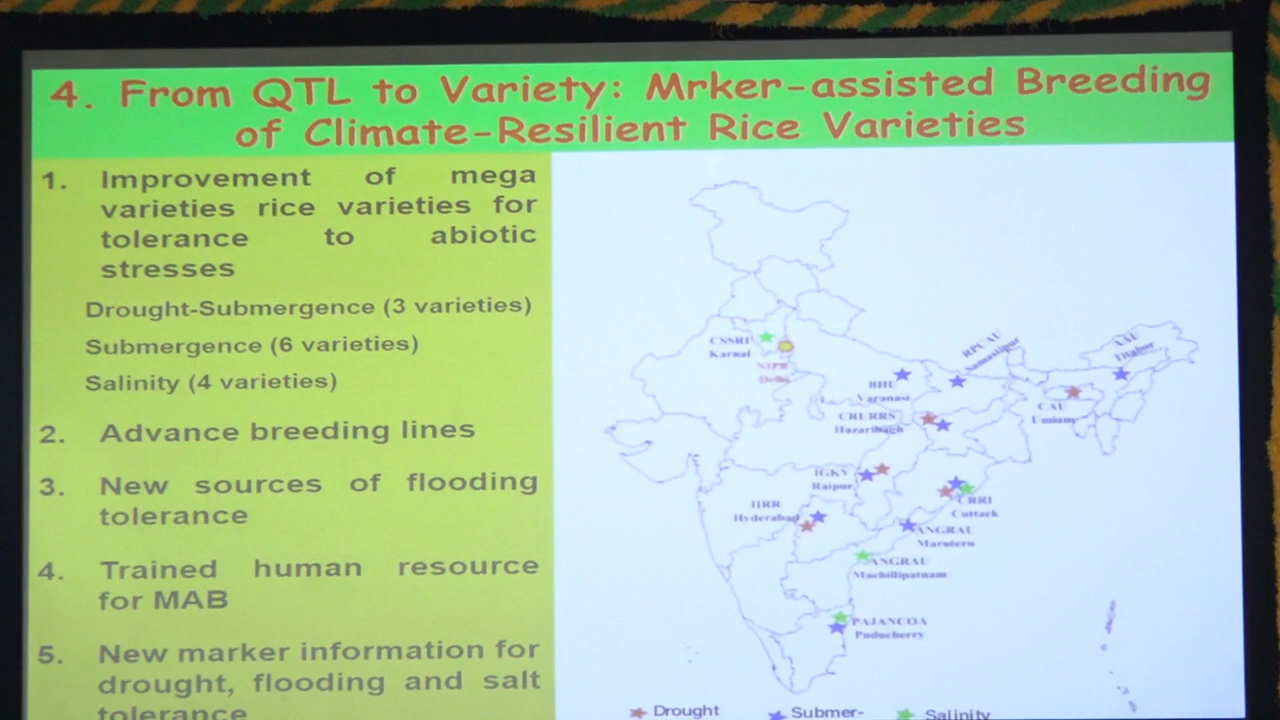 4. From QTL to Variety: Mrker-assisted Breeding
of Climate-Resilient Rice Varieties
1. Improvement of mega
varieties rice varieties for
tolerance to abiotic
stresses
Drought-Submergence (3 varieties)
Submergence (6 varieties)
Salinity (4 varieties)
2. Advance breeding lines
3. New sources of flooding
tolerance
4. Trained human resource
for MAB
5. New marker information for
drought, flooding and salt
tolerance
CSSRI
Karnal
Delhi
BHU
Varanasi
RPCAU
Samastipur
AAU
Titabor
CAU
Umiam
CRURRS
Hazaribagh
IGKV
Raipur
IIRR
Hyderabad
CRRI
Cuttack
ANGRAU
Maruteru
ANGRAU
Machillipatnam
PAJANCOA
Puducherry
Drought
Submer-
Salinity